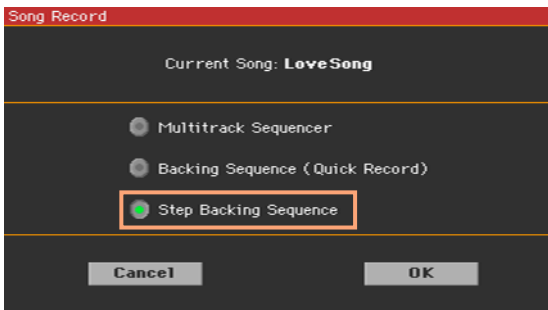 Song Record
Current Song: LoveSong
Multitrack Sequencer
Backing Sequence (Quick Record)
Step Backing Sequence
Cancel OK